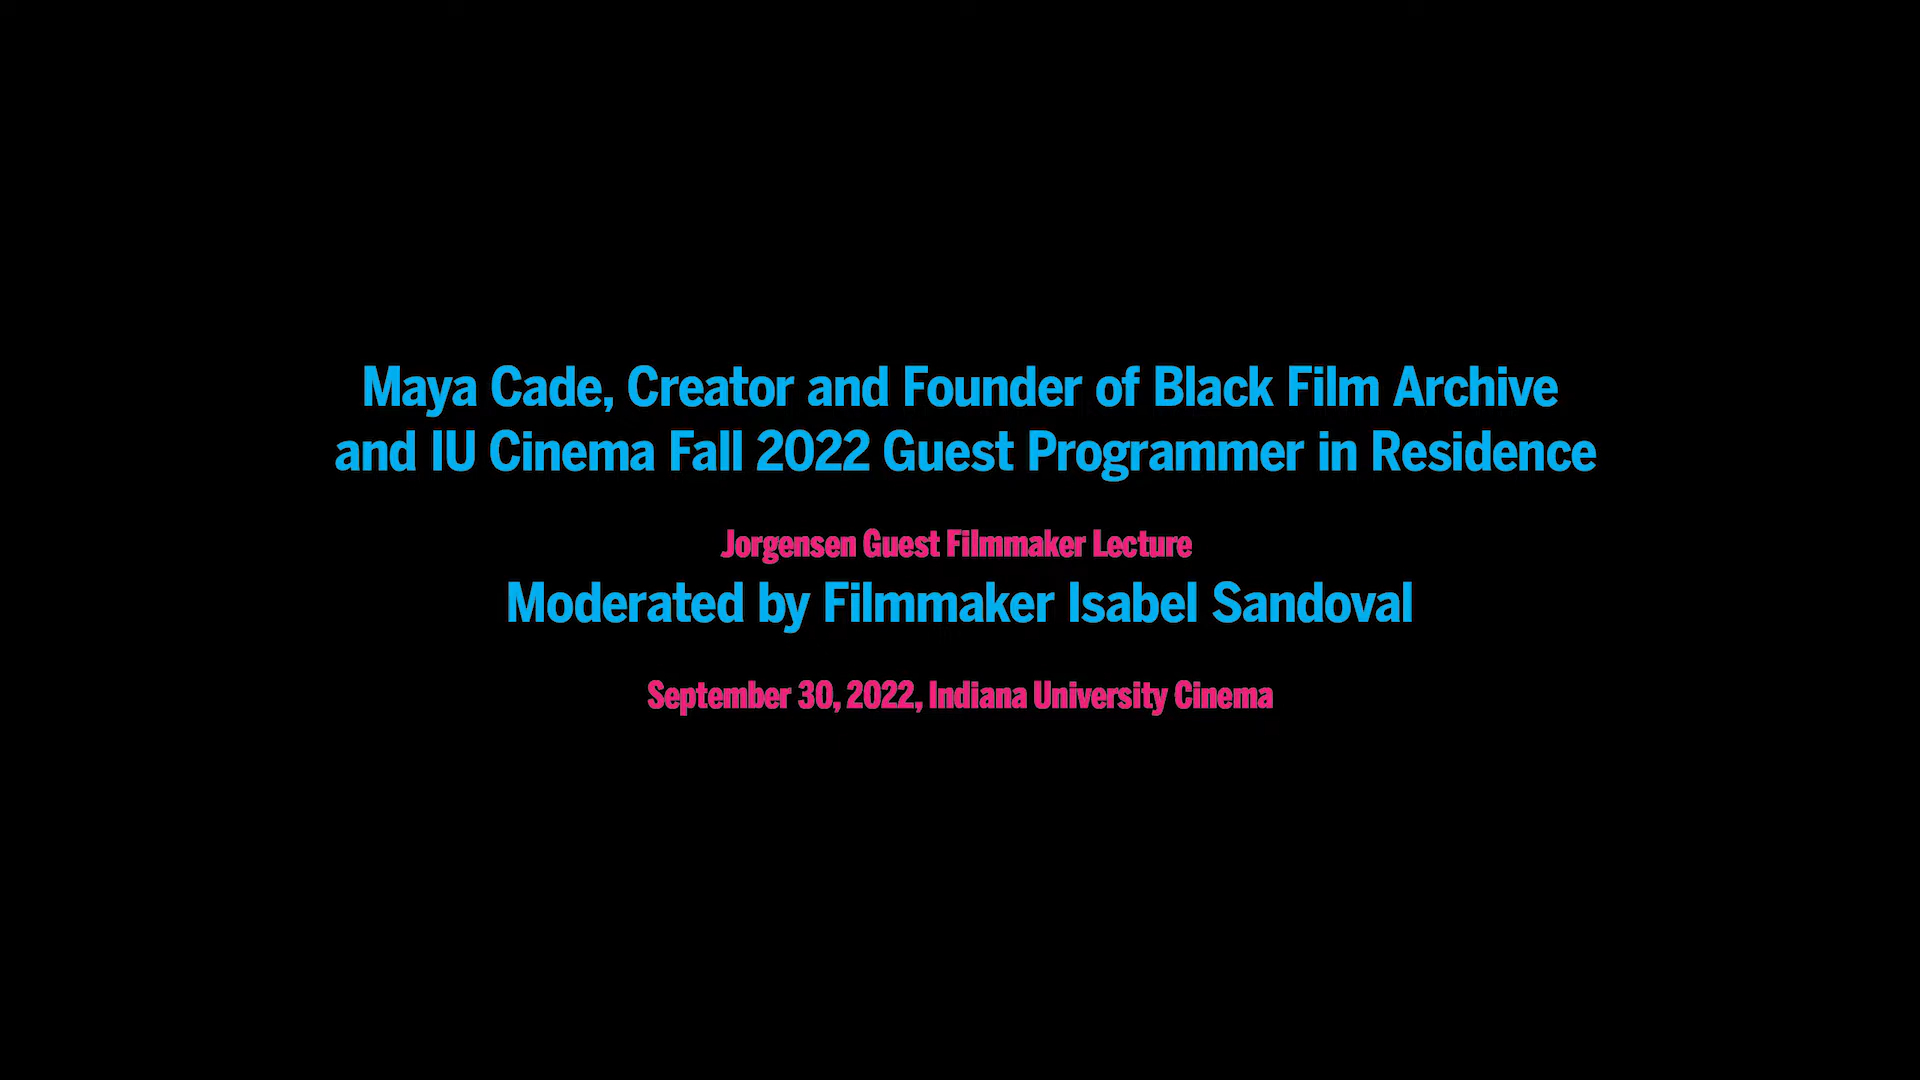 Maya Cade, Creator and Founder of Black Film Archive
and IU Cinema Fall 2022 Guest Programmer in Residence
Jorgensen Guest Filmmaker Lecture
Moderated by Filmmaker Isabel Sandoval
September 30, 2022, Indiana University Cinema